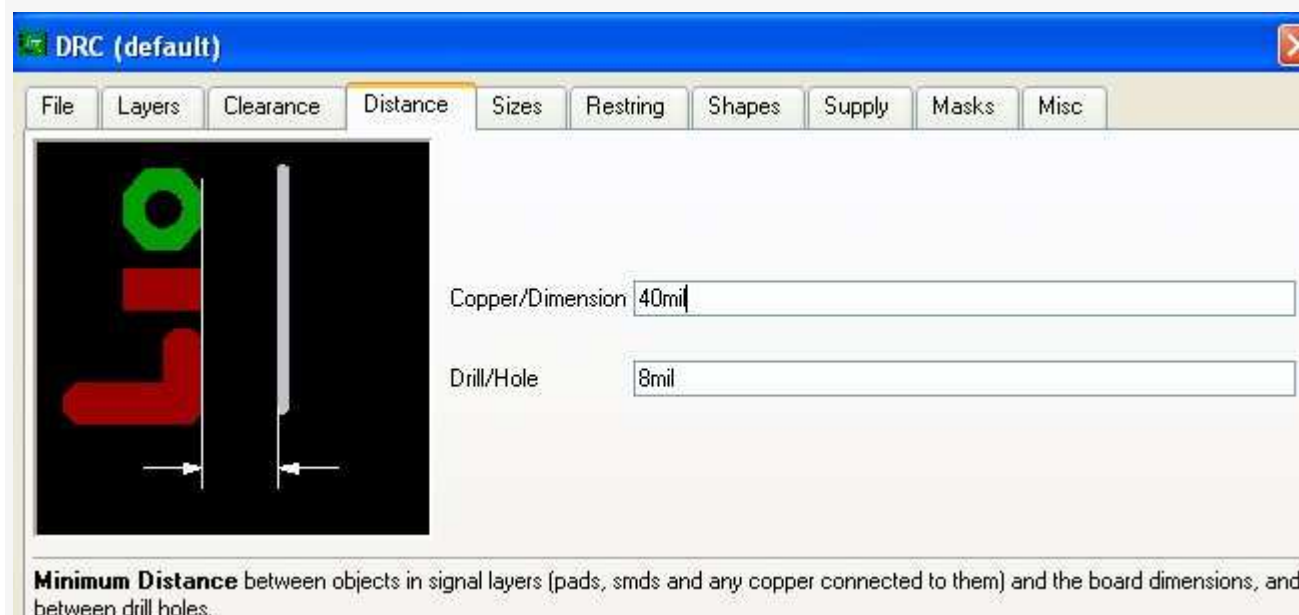 DRC (default)
File Layers Clearance Distance Sizes Restring Shapes Supply Masks Misc
Copper/Dimension 40mil
Drill/Hole 8mil
Minimum Distance between objects in signal layers (pads, smds and any copper connected to them) and the board dimensions, and
between drill holes.